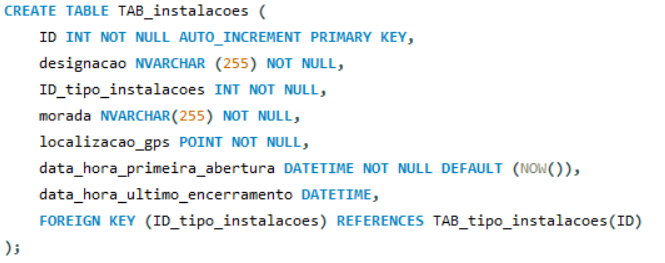 CREATE TABLE TAB_instalacoes (
    ID INT NOT NULL AUTO_INCREMENT PRIMARY KEY,
    designacao NVARCHAR (255) NOT NULL,
    ID_tipo_instalacoes INT NOT NULL,
    morada NVARCHAR(255) NOT NULL,
    localizacao_gps POINT NOT NULL,
    data_hora_primeira_abertura DATETIME NOT NULL DEFAULT (NOW()),
    data_hora_ultimo_encerramento DATETIME,
    FOREIGN KEY (ID_tipo_instalacoes) REFERENCES TAB_tipo_instalacoes(ID)
);